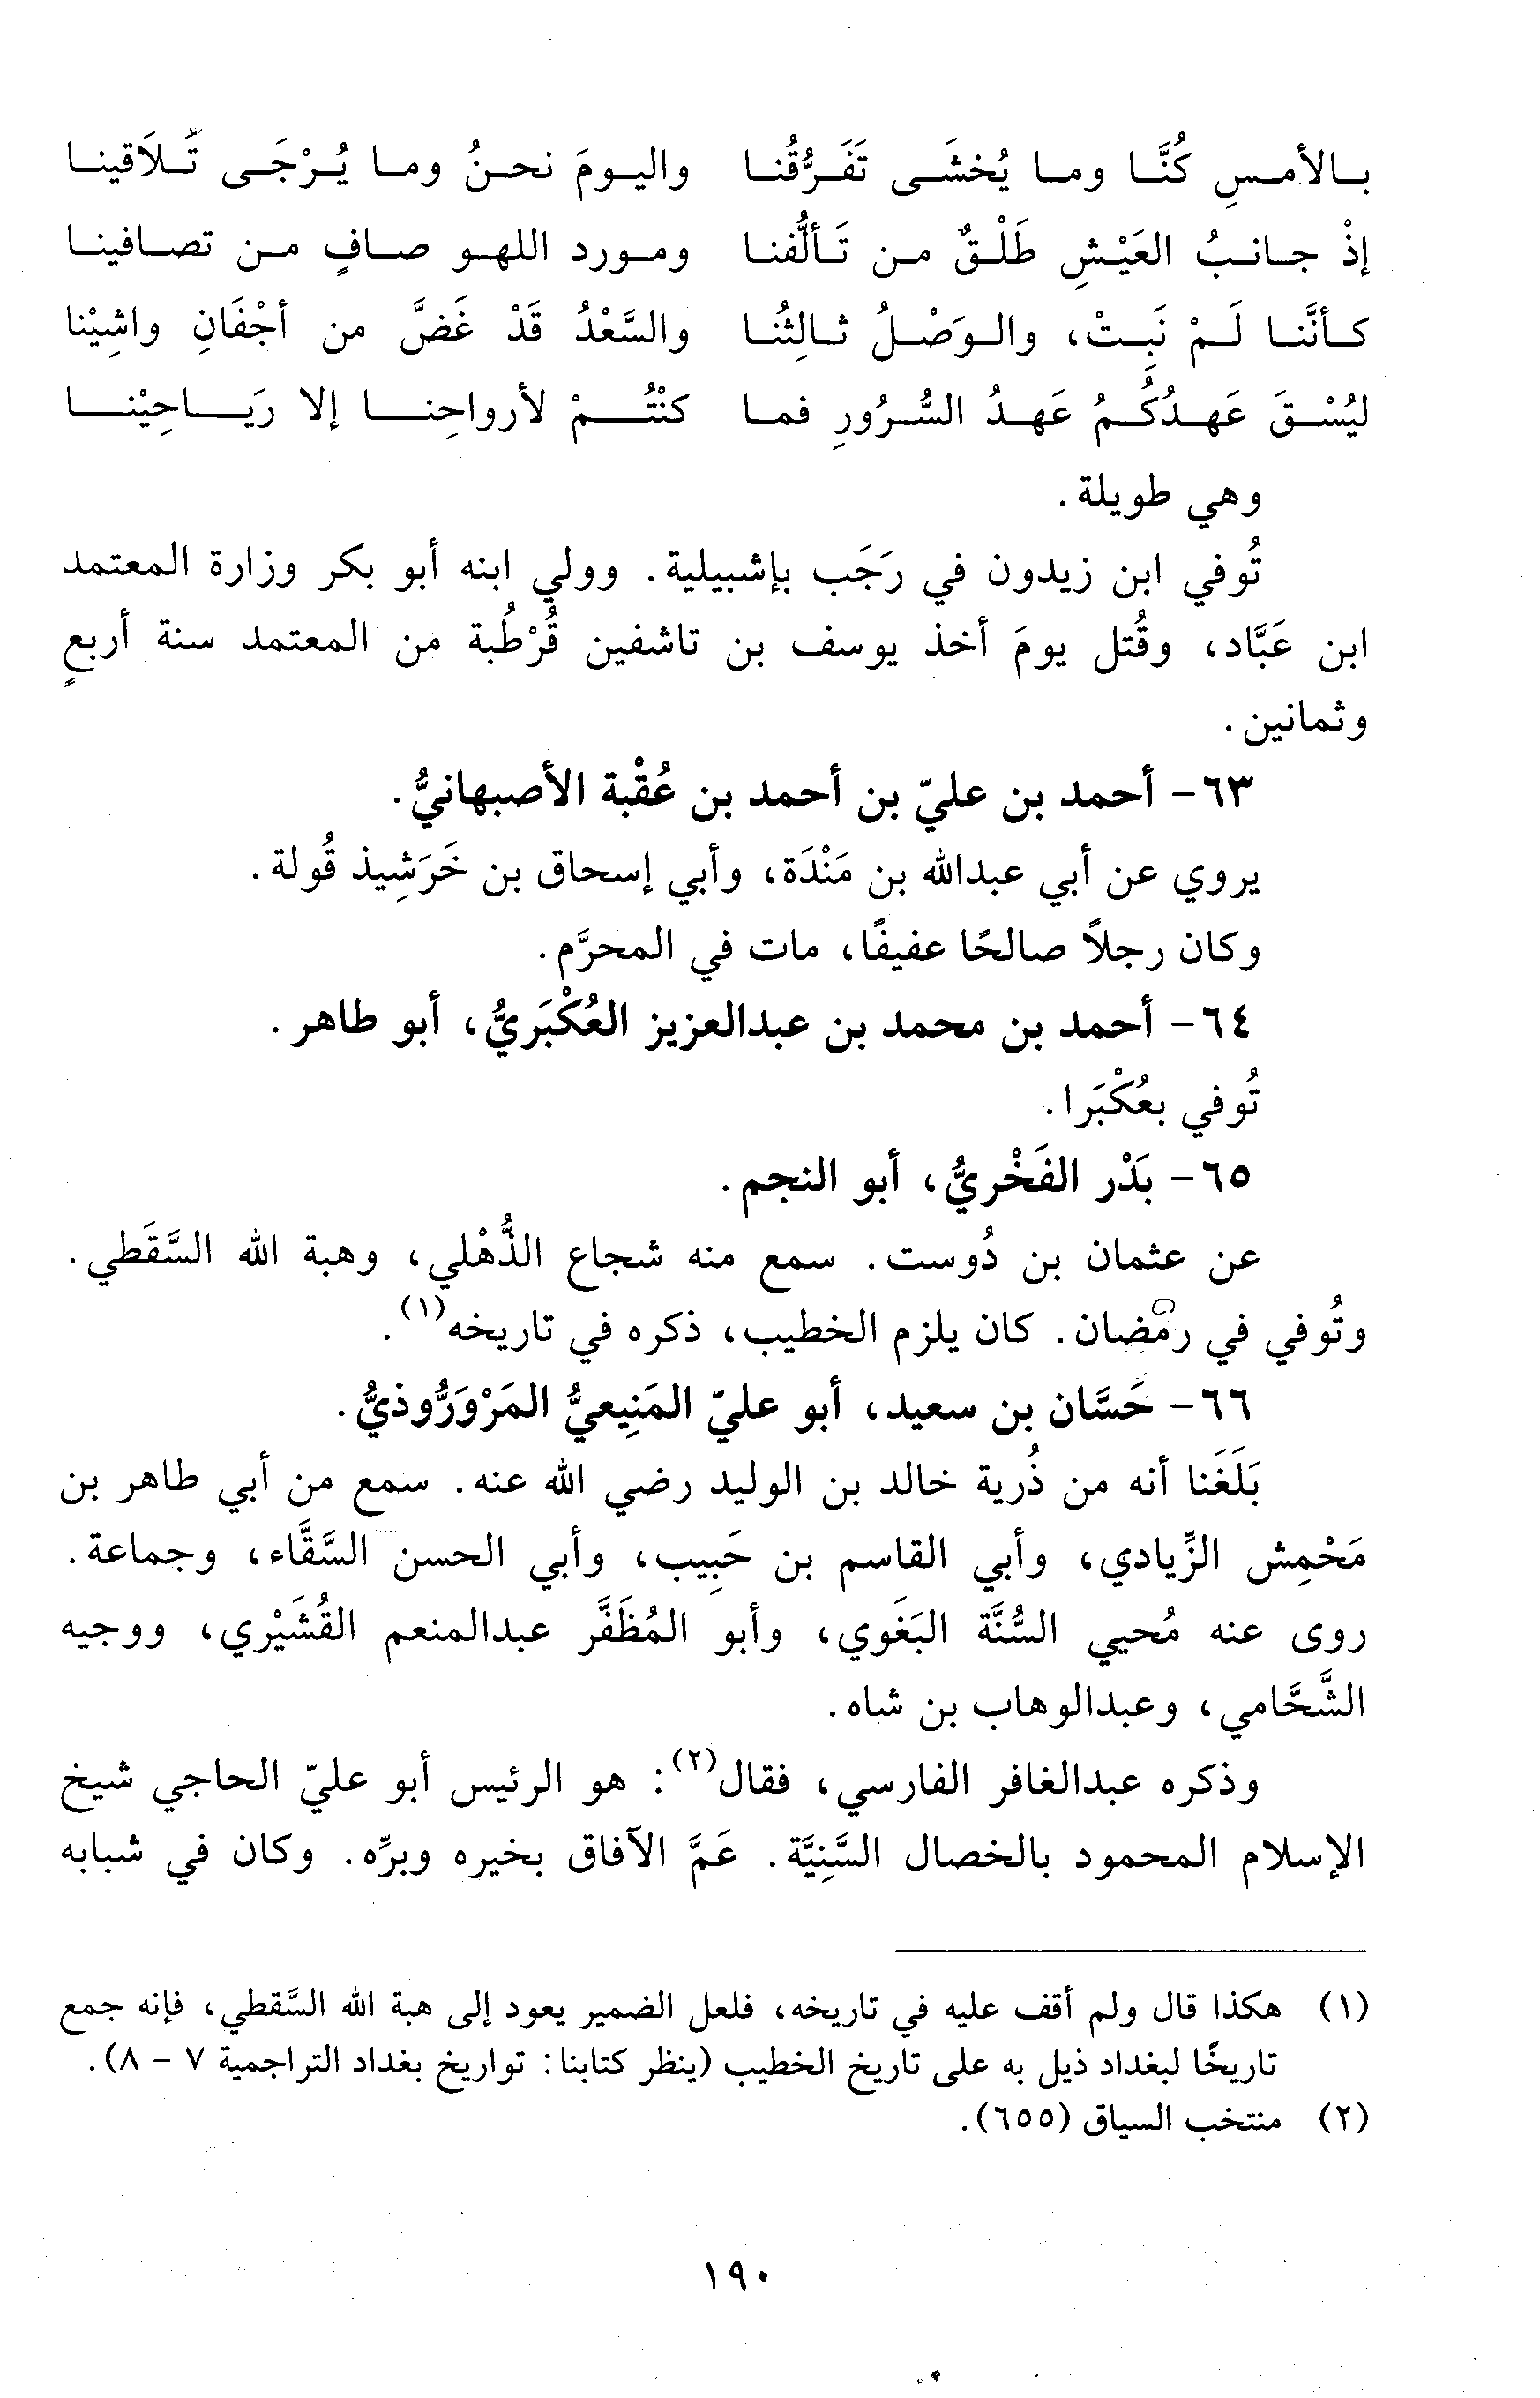 بالأمسِ كُنَّا وما يُخشَى تَفَرُّقُنا واليومَ نحنُ وما يُرْجَى تَلَاقينا
إذْ جانبُ العَيْشِ طَلْقٌ من تَألُّفنا ومورد اللهو صافٍ من تصافينا
كأنَّنا لَمْ نَبِتْ، والوَصْلُ ثالِثُنا والسَّعْدُ قَدْ غَضَّ من أجْفَانِ واشِيْنا
ليُسْقَ عَهدُكُمُ عَهدُ السُّرُورِ فما كنْتُمْ لأرواحِنا إلا رَيَاحِيْنا
وهي طويلة.
تُوفي ابن زيدون في رَجَب بإشبيلية. وولي ابنه أبو بكر وزارة المعتمد
ابن عَبَّاد، وقُتل يومَ أخذ يوسف بن تاشفين قُرْطُبة من المعتمد سنة أربعٍ
وثمانين.
٦٣- أحمد بن عليّ بن أحمد بن عُقْبة الأصبهانيُّ.
يروي عن أبي عبدالله بن مَنْدَة، وأبي إسحاق بن خَرَشِيذ قُولة.
وكان رجلاً صالحًا عفيفًا، مات في المحرَّم.
٦٤- أحمد بن محمد بن عبدالعزيز العُكْبَريُّ، أبو طاهر.
تُوفي بعُكْبَرا.
٦٥- بَدْر الفَخْريُّ، أبو النجم.
عن عثمان بن دُوست. سمع منه شجاع الذُّهْلي، وهبة الله السَّقَطي.
وتُوفي في رمضان. كان يلزم الخطيب، ذكره في تاريخه(١).
٦٦- حَسَّان بن سعيد، أبو عليّ المَنِيعيُّ المَرْوَرُّوذيُّ.
بَلَغَنا أنه من ذُرية خالد بن الوليد رضي الله عنه. سمع من أبي طاهر بن
مَحْمِش الزِّيادي، وأبي القاسم بن حَبِيب، وأبي الحسن السَّقَّاء، وجماعة.
روى عنه مُحيي السُّنَّة البَغَوي، وأبو المُظَفَّر عبدالمنعم القُشَيْري، ووجيه
الشَّحَّامي، وعبدالوهاب بن شاه.
وذكره عبدالغافر الفارسي، فقال(٢): هو الرئيس أبو عليّ الحاجي شيخ
الإسلام المحمود بالخصال السَّنِيَّة. عَمَّ الآفاق بخيره وبرِّه. وكان في شبابه
(١) هكذا قال ولم أقف عليه في تاريخه، فلعل الضمير يعود إلى هبة الله السَّقطي، فإنه جمع
تاريخًا لبغداد ذيل به على تاريخ الخطيب (ينظر كتابنا: تواريخ بغداد التراجمية ٧ - ٨).
(٢) منتخب السياق (٦٥٥).
١٩٠